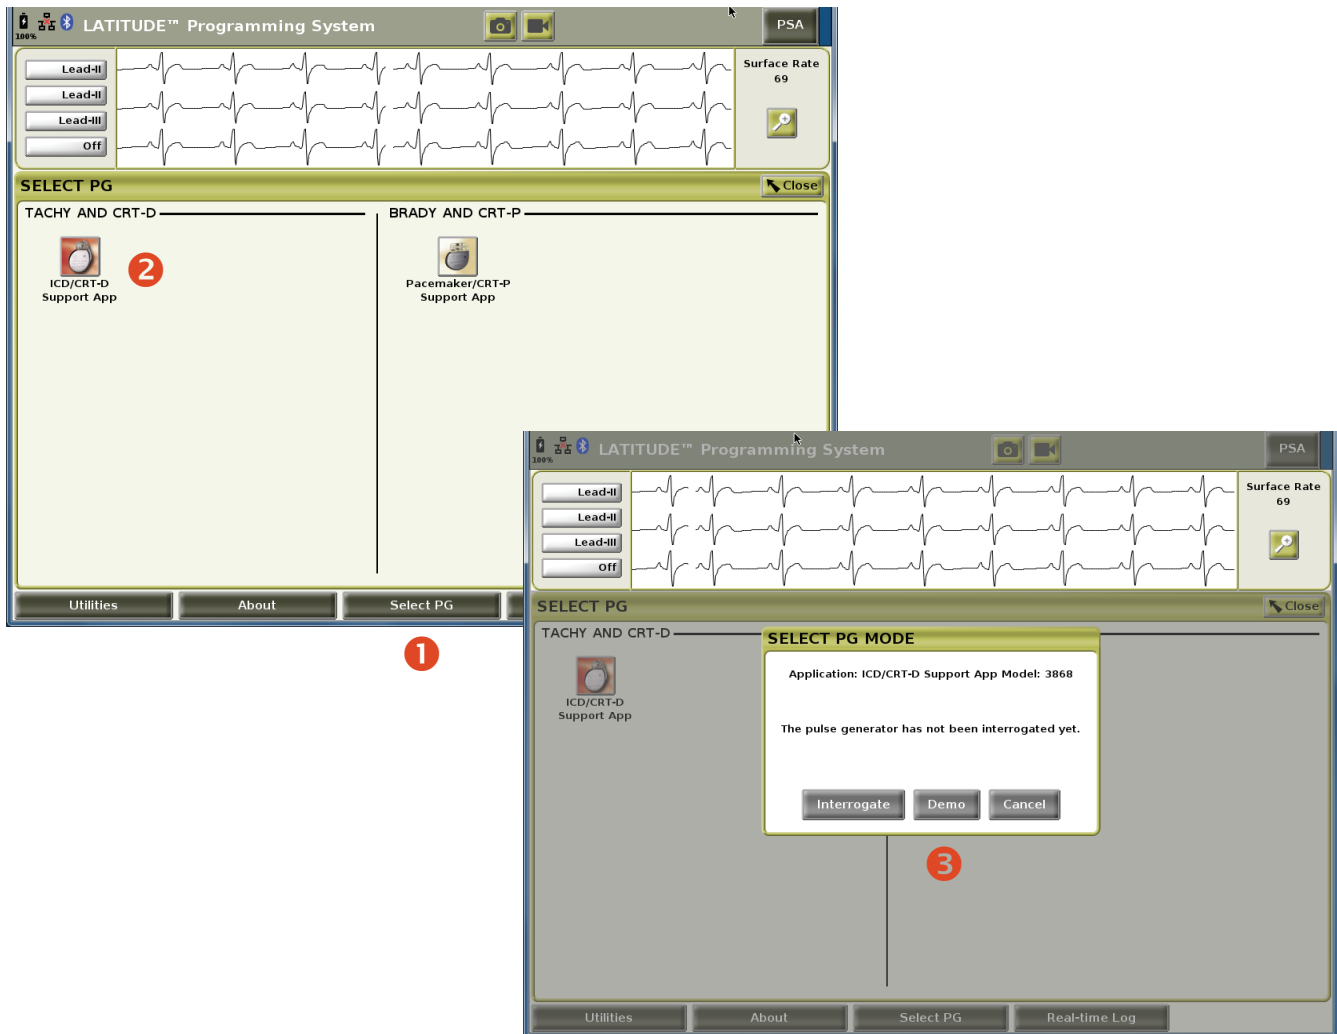 100%
LATITUDE™ Programming System
PSA
Lead-II
Lead-II
Lead-III
Off
Surface Rate
69
SELECT PG
Close
TACHY AND CRT-D
BRADY AND CRT-P
ICD/CRT-D
Support App
2
Pacemaker/CRT-P
Support App
Utilities
About
Select PG
1
100%
LATITUDE™ Programming System
PSA
Lead-II
Lead-II
Lead-III
Off
Surface Rate
69
SELECT PG
Close
TACHY AND CRT-D
ICD/CRT-D
Support App
SELECT PG MODE
Application: ICD/CRT-D Support App Model: 3868
The pulse generator has not been interrogated yet.
Interrogate
Demo
Cancel
3
Utilities
About
Select PG
Real-time Log